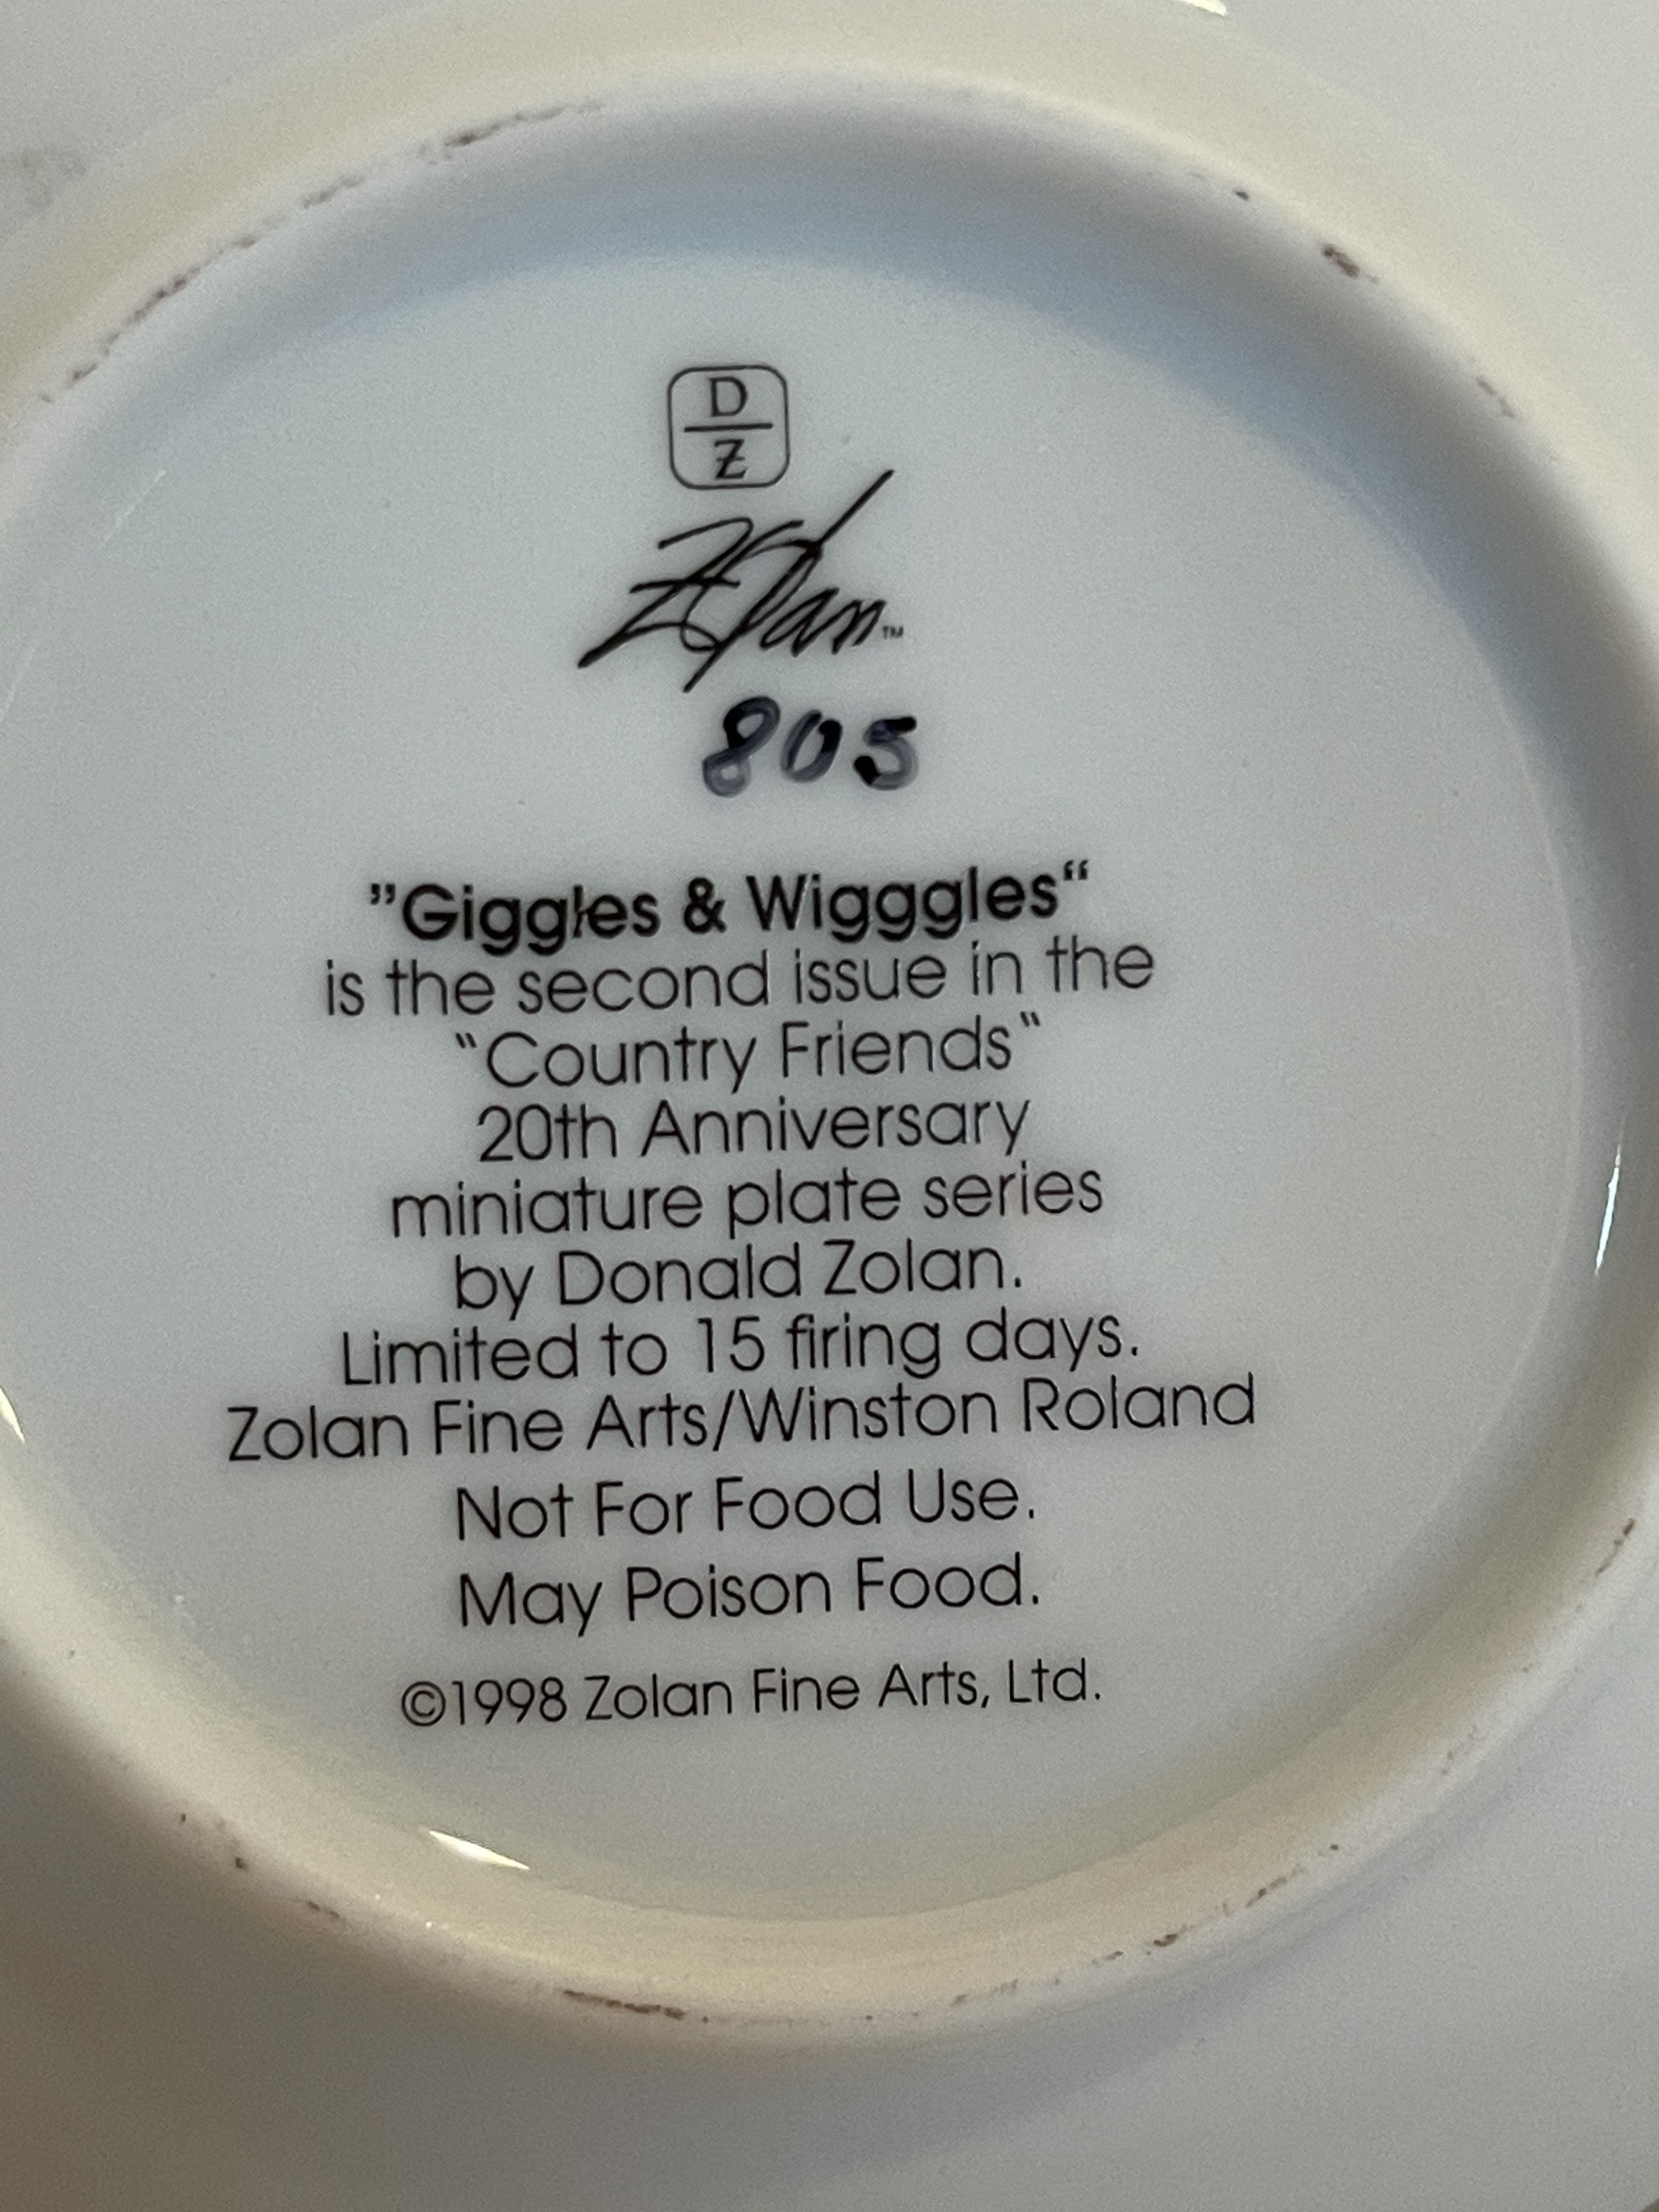 D
Z
Zolan™
805
”Giggles & Wigggles“
is the second issue in the
“Country Friends“
20th Anniversary
miniature plate series
by Donald Zolan.
Limited to 15 firing days.
Zolan Fine Arts/Winston Roland
Not For Food Use.
May Poison Food.
©1998 Zolan Fine Arts, Ltd.